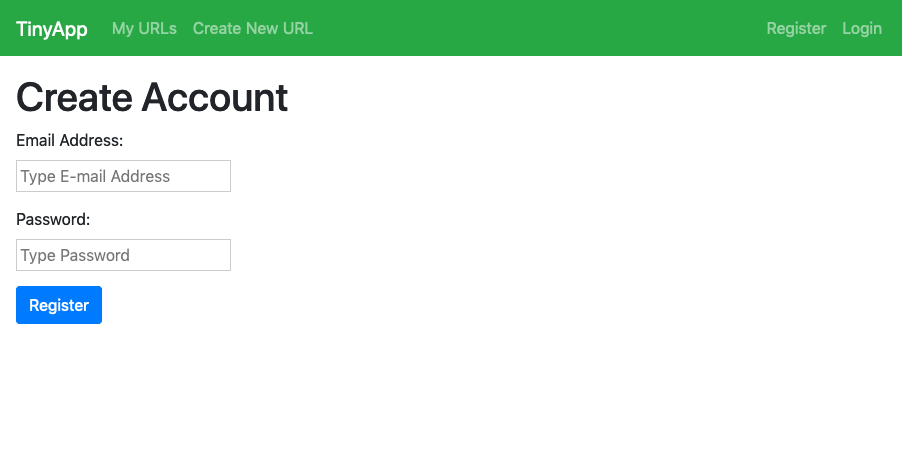 TinyApp My URLs Create New URL Register Login
Create Account
Email Address:
Type E-mail Address
Password:
Type Password
Register